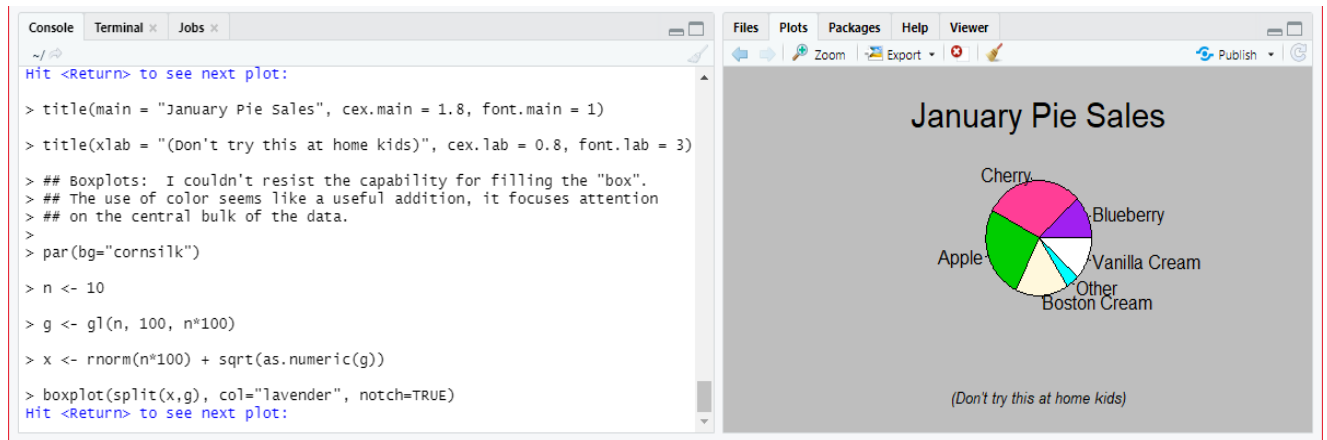 Console Terminal Jobs
~/
Hit <Return> to see next plot:
> title(main = "January Pie Sales", cex.main = 1.8, font.main = 1)
> title(xlab = "(Don't try this at home kids)", cex.lab = 0.8, font.lab = 3)
> ## Boxplots:  I couldn't resist the capability for filling the "box".
> ## The use of color seems like a useful addition, it focuses attention
> ## on the central bulk of the data.
>
> par(bg="cornsilk")
> n <- 10
> g <- gl(n, 100, n*100)
> x <- rnorm(n*100) + sqrt(as.numeric(g))
> boxplot(split(x,g), col="lavender", notch=TRUE)
Hit <Return> to see next plot:
Files Plots Packages Help Viewer
Zoom Export Publish
January Pie Sales
Cherry
Blueberry
Apple
Vanilla Cream
Other
Boston Cream
(Don't try this at home kids)